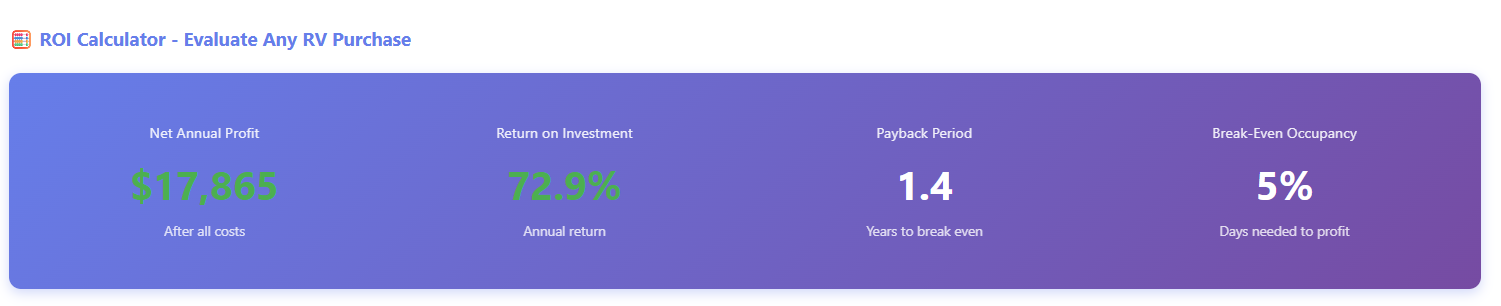 ROI Calculator - Evaluate Any RV Purchase
Net Annual Profit
$17,865
After all costs
Return on Investment
72.9%
Annual return
Payback Period
1.4
Years to break even
Break-Even Occupancy
5%
Days needed to profit